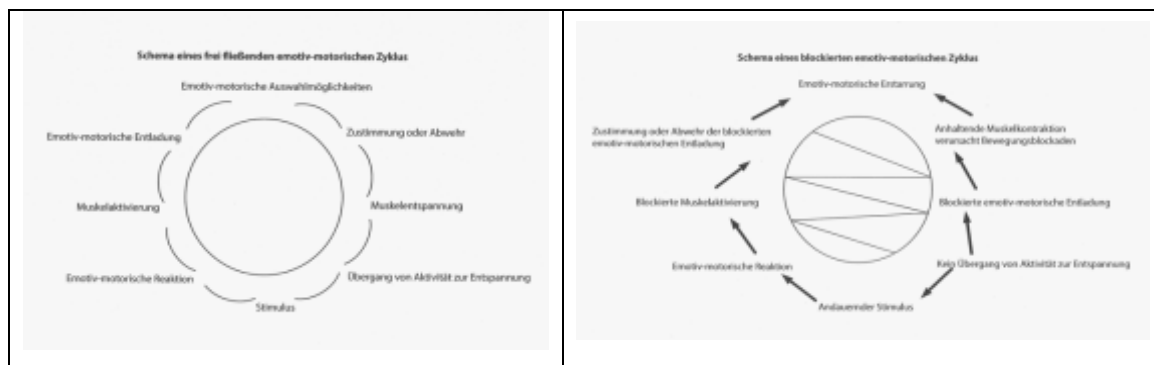 Schema eines frei fließenden emotiv-motorischen Zyklus
Emotiv-motorische Auswahlmöglichkeiten
Emotiv-motorische Entladung
Zustimmung oder Abwehr
Muskelaktivierung
Muskelentspannung
Emotiv-motorische Reaktion
Übergang von Aktivität zur Entspannung
Stimulus
Schema eines blockierten emotiv-motorischen Zyklus
Emotiv-motorische Erstarrung
Zustimmung oder Abwehr der blockierten
emotiv-motorischen Entladung
Anhaltende Muskelkontraktion
verursacht Bewegungsblockaden
Blockierte Muskelaktivierung
Blockierte emotiv-motorische Entladung
Emotiv-motorische Reaktion
Kein Übergang von Aktivität zur Entspannung
Andauernder Stimulus